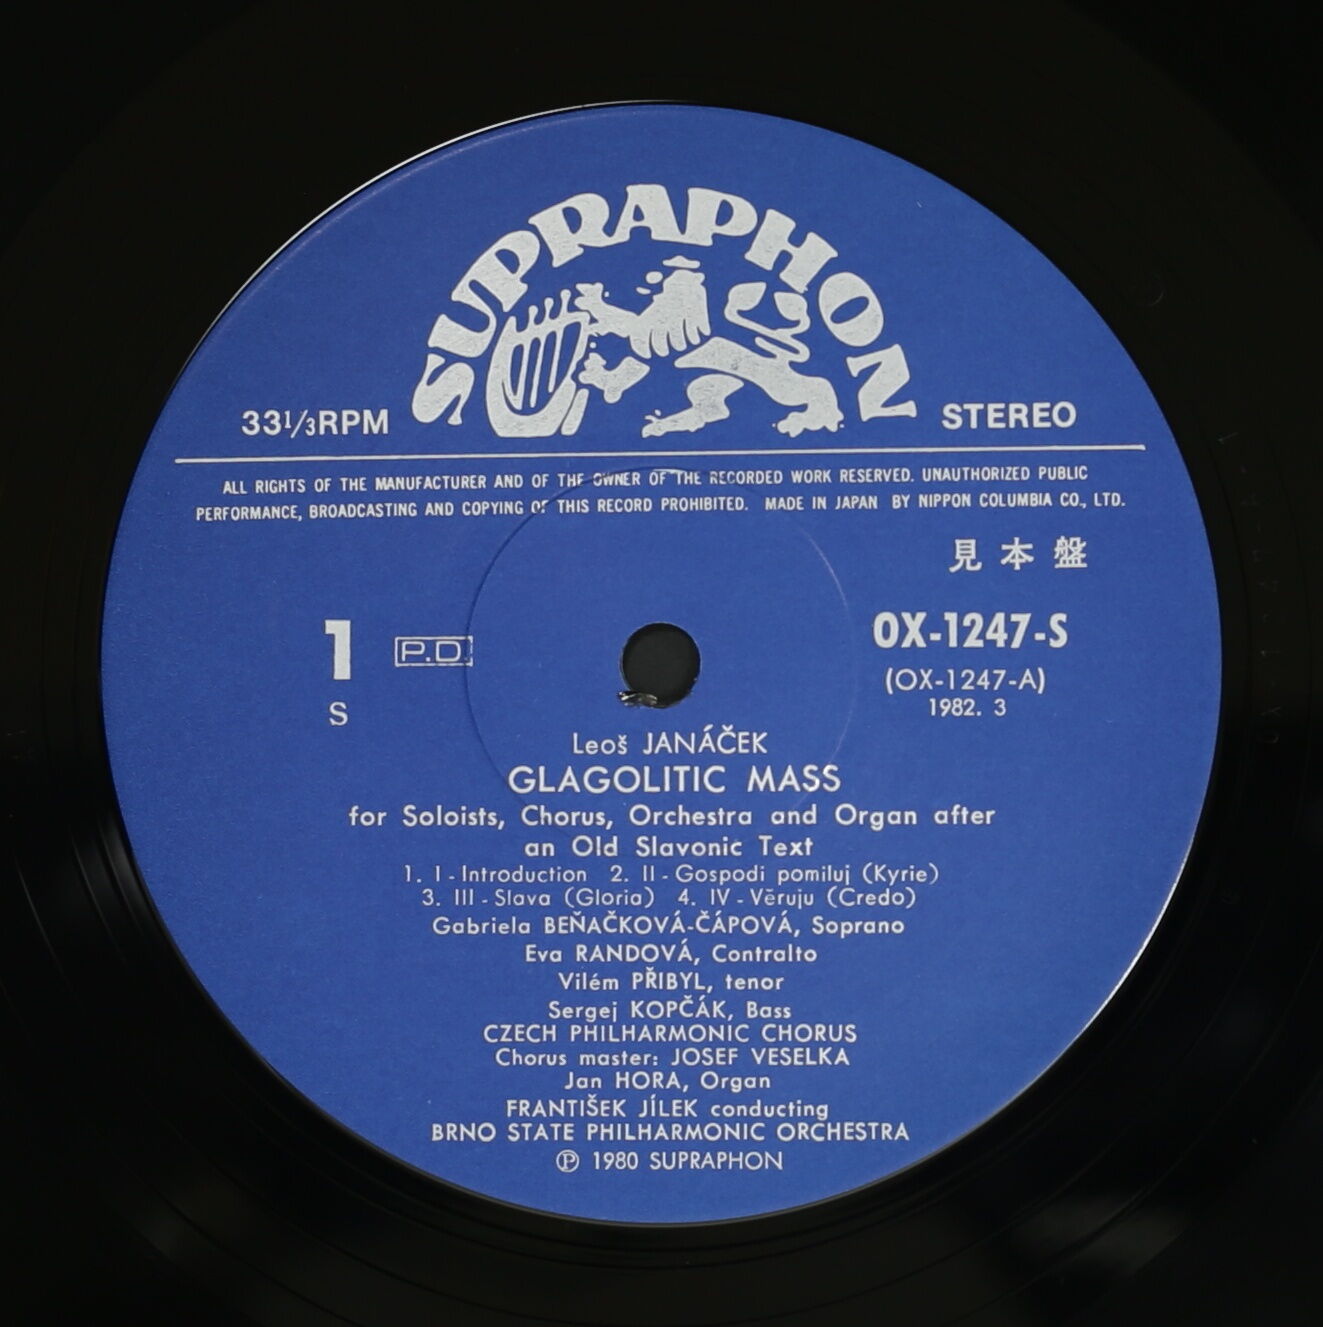 SUPRAPHON
33 1/3 RPM
STEREO
ALL RIGHTS OF THE MANUFACTURER AND OF THE OWNER OF THE RECORDED WORK RESERVED. UNAUTHORIZED PUBLIC
PERFORMANCE, BROADCASTING AND COPYING OF THIS RECORD PROHIBITED. MADE IN JAPAN BY NIPPON COLUMBIA CO., LTD.
見本盤
1
P.D.
OX-1247-S
(OX-1247-A)
S
1982. 3
Leoš JANÁČEK
GLAGOLITIC MASS
for Soloists, Chorus, Orchestra and Organ after
an Old Slavonic Text
1. I - Introduction 2. II - Gospodi pomiluj (Kyrie)
3. III - Slava (Gloria) 4. IV - Věruju (Credo)
Gabriela BEŇAČKOVÁ-ČÁPOVÁ, Soprano
Eva RANDOVÁ, Contralto
Vilém PŘIBYL, tenor
Sergej KOPČÁK, Bass
CZECH PHILHARMONIC CHORUS
Chorus master: JOSEF VESELKA
Jan HORA, Organ
FRANTIŠEK JÍLEK conducting
BRNO STATE PHILHARMONIC ORCHESTRA
℗ 1980 SUPRAPHON